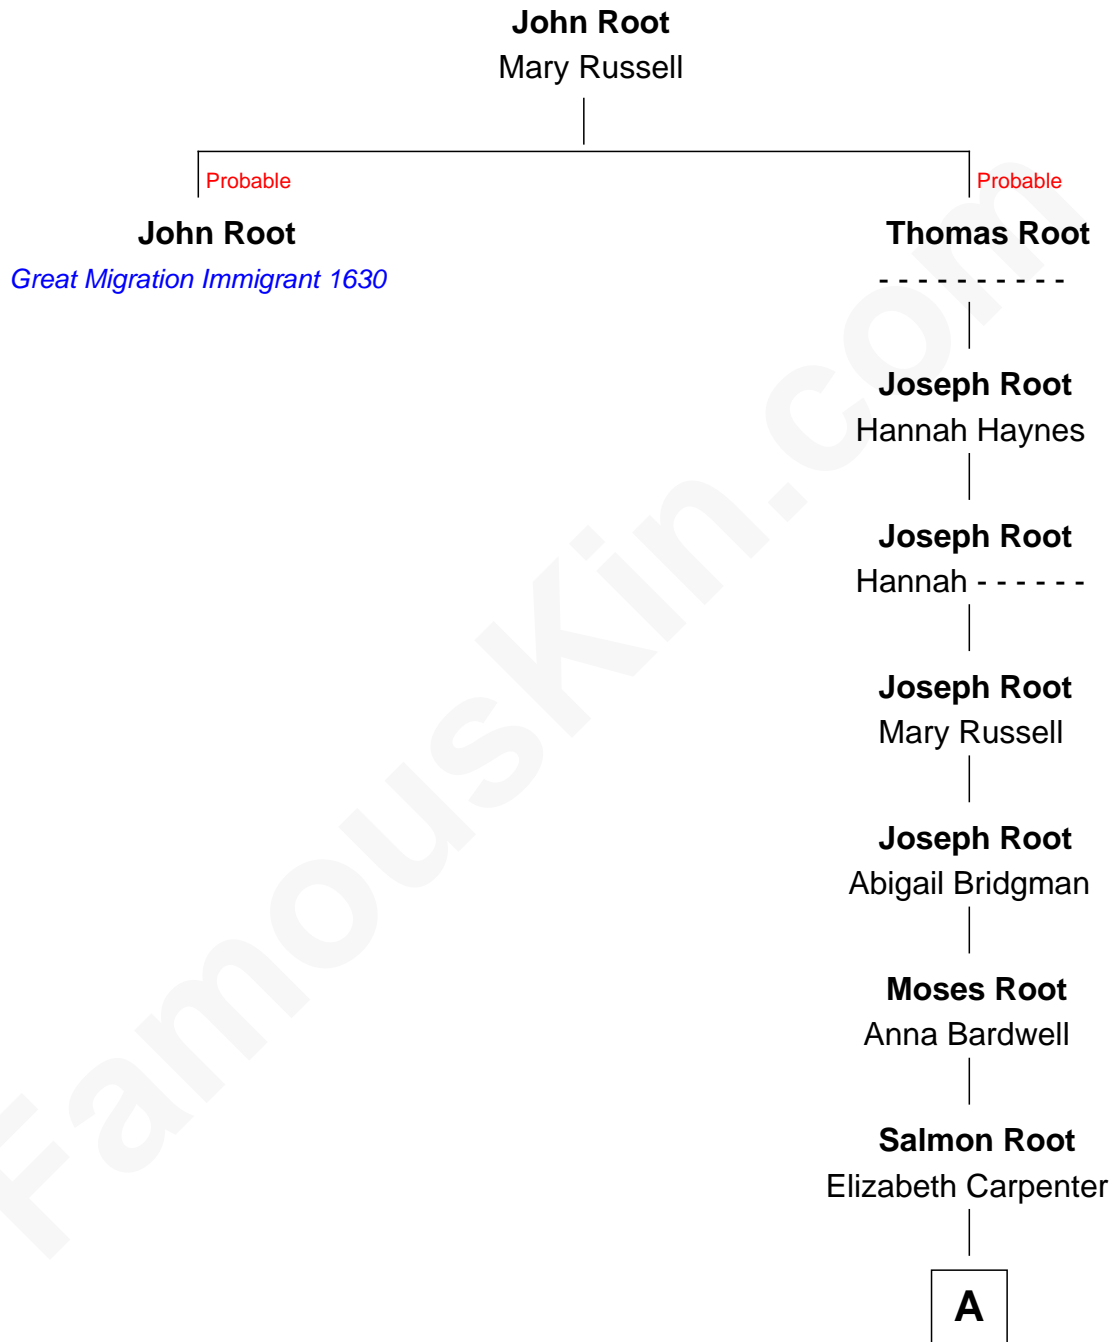 John Root
Mary Russell
Probable
Probable
John Root
Thomas Root
Great Migration Immigrant 1630
- - - - - - - - - -
Joseph Root
Hannah Haynes
Joseph Root
Hannah - - - - - -
Joseph Root
Mary Russell
Joseph Root
Abigail Bridgman
Moses Root
Anna Bardwell
Salmon Root
Elizabeth Carpenter
A
FamousKin.com